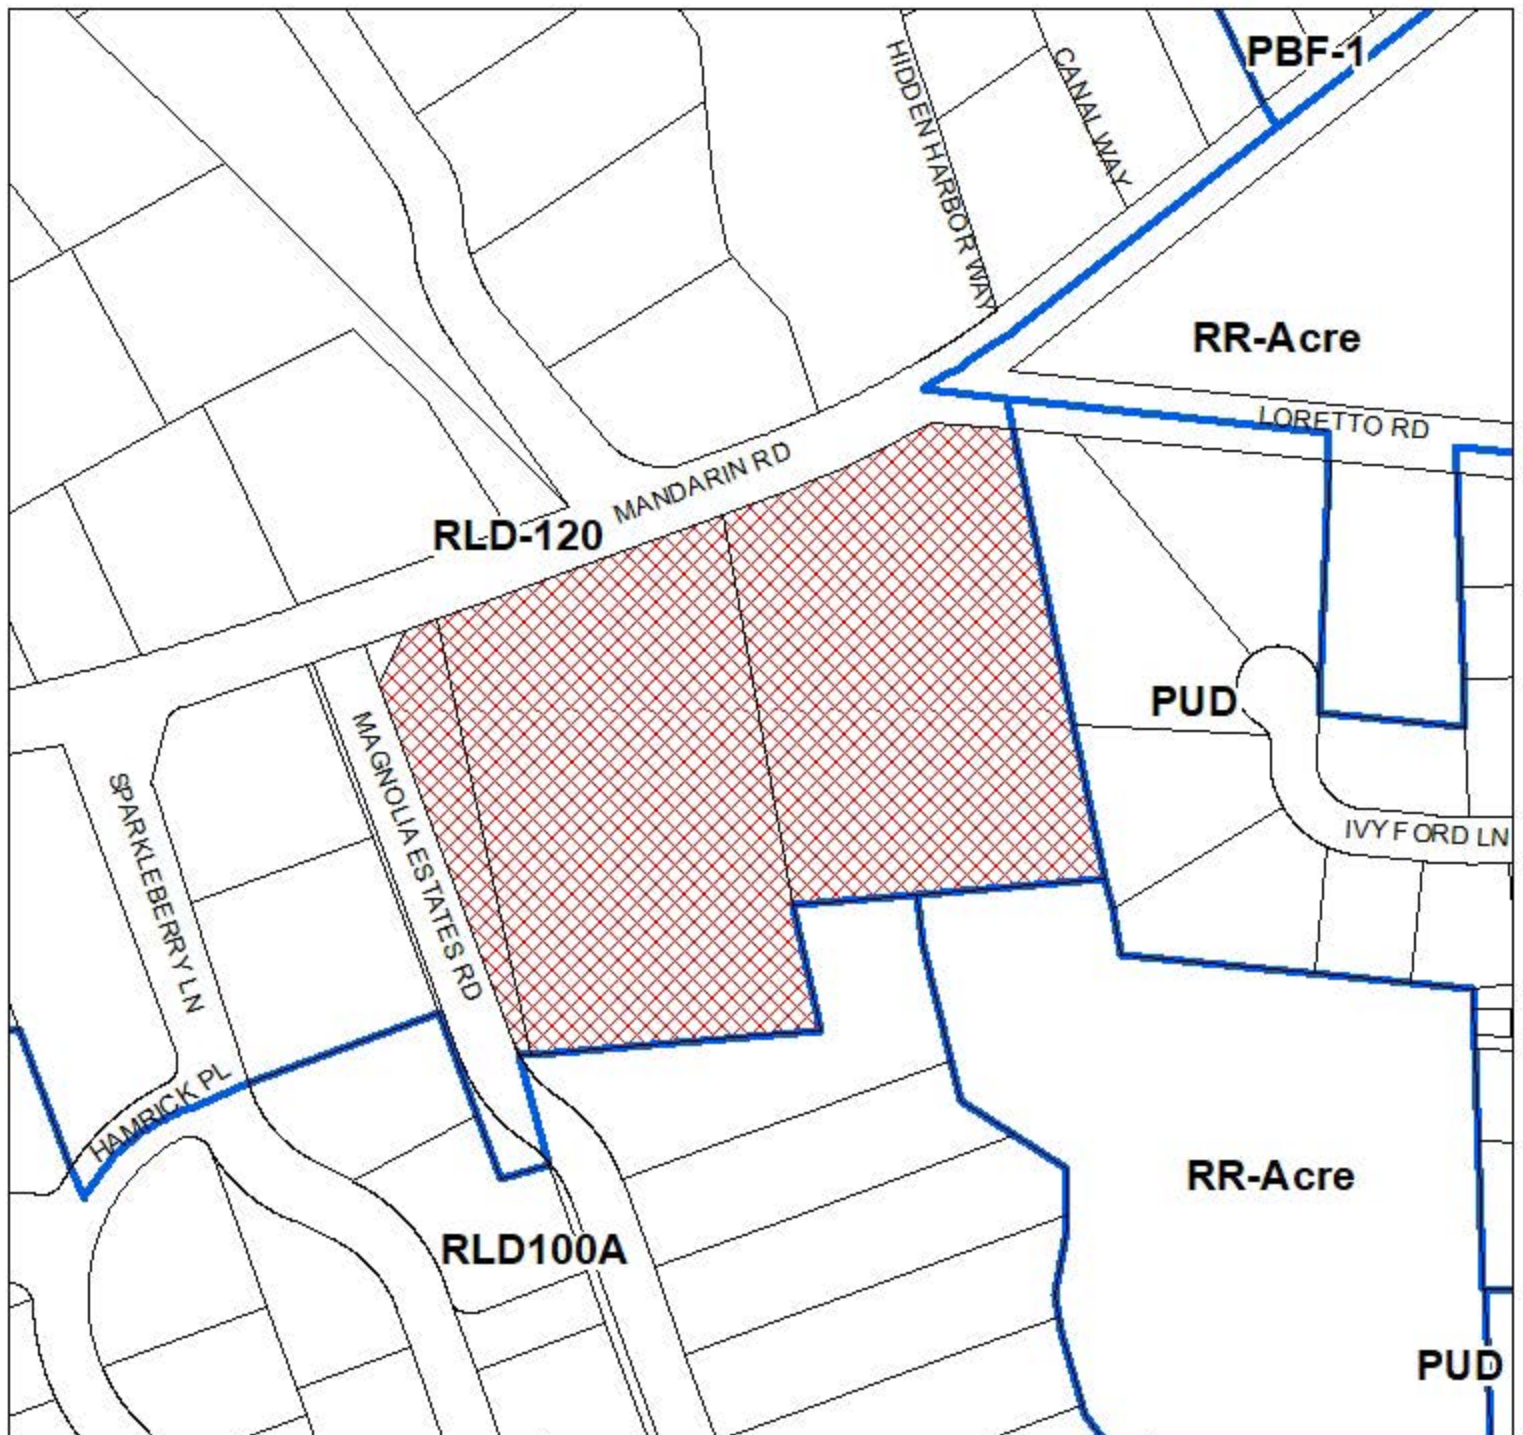 PBF-1
HIDDEN HARBOR WAY
CANAL WAY
RR-Acre
LORETTO RD
MANDARIN RD
RLD-120
PUD
MAGNOLIA ESTATES RD
SPARKLEBERRY LN
IVY FORD LN
HAMRICK PL
RR-Acre
RLD100A
PUD